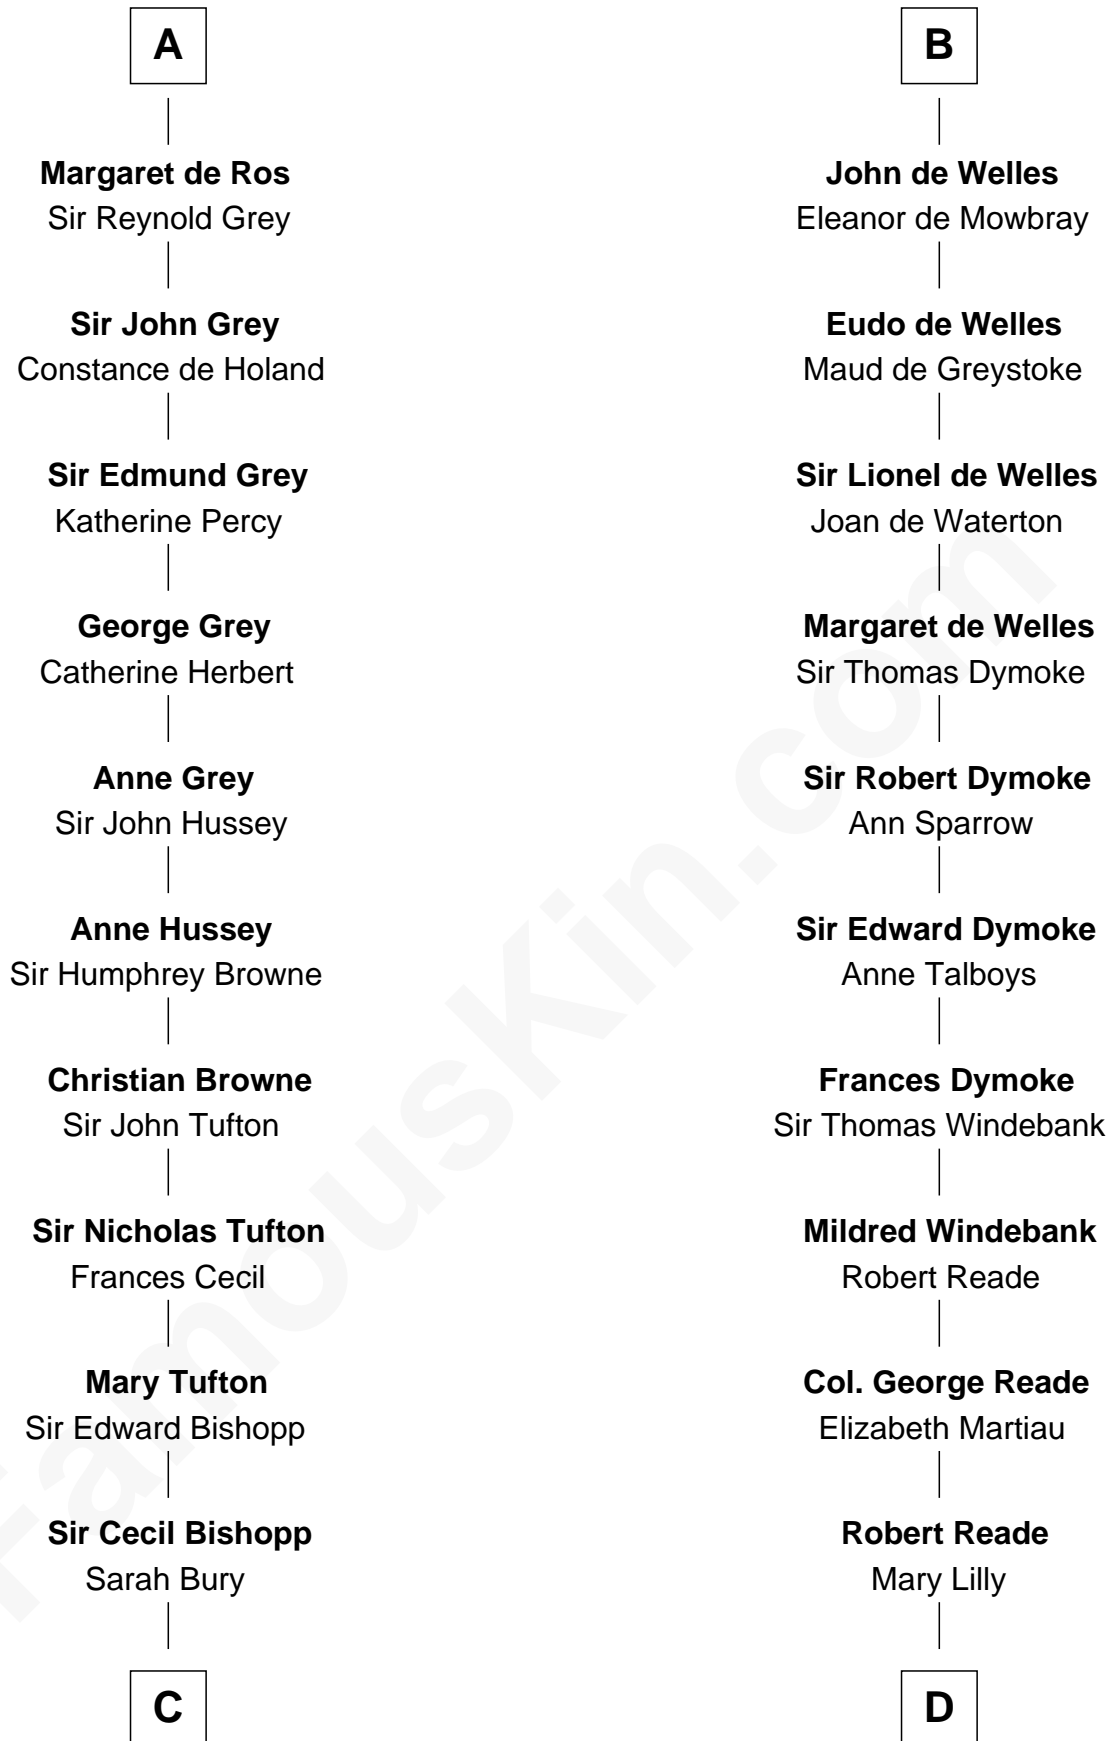 A
Margaret de Ros
Sir Reynold Grey
Sir John Grey
Constance de Holand
Sir Edmund Grey
Katherine Percy
George Grey
Catherine Herbert
Anne Grey
Sir John Hussey
Anne Hussey
Sir Humphrey Browne
Christian Browne
Sir John Tufton
Sir Nicholas Tufton
Frances Cecil
Mary Tufton
Sir Edward Bishopp
Sir Cecil Bishopp
Sarah Bury
C
B
John de Welles
Eleanor de Mowbray
Eudo de Welles
Maud de Greystoke
Sir Lionel de Welles
Joan de Waterton
Margaret de Welles
Sir Thomas Dymoke
Sir Robert Dymoke
Ann Sparrow
Sir Edward Dymoke
Anne Talboys
Frances Dymoke
Sir Thomas Windebank
Mildred Windebank
Robert Reade
Col. George Reade
Elizabeth Martiau
Robert Reade
Mary Lilly
D
FamousKin.com